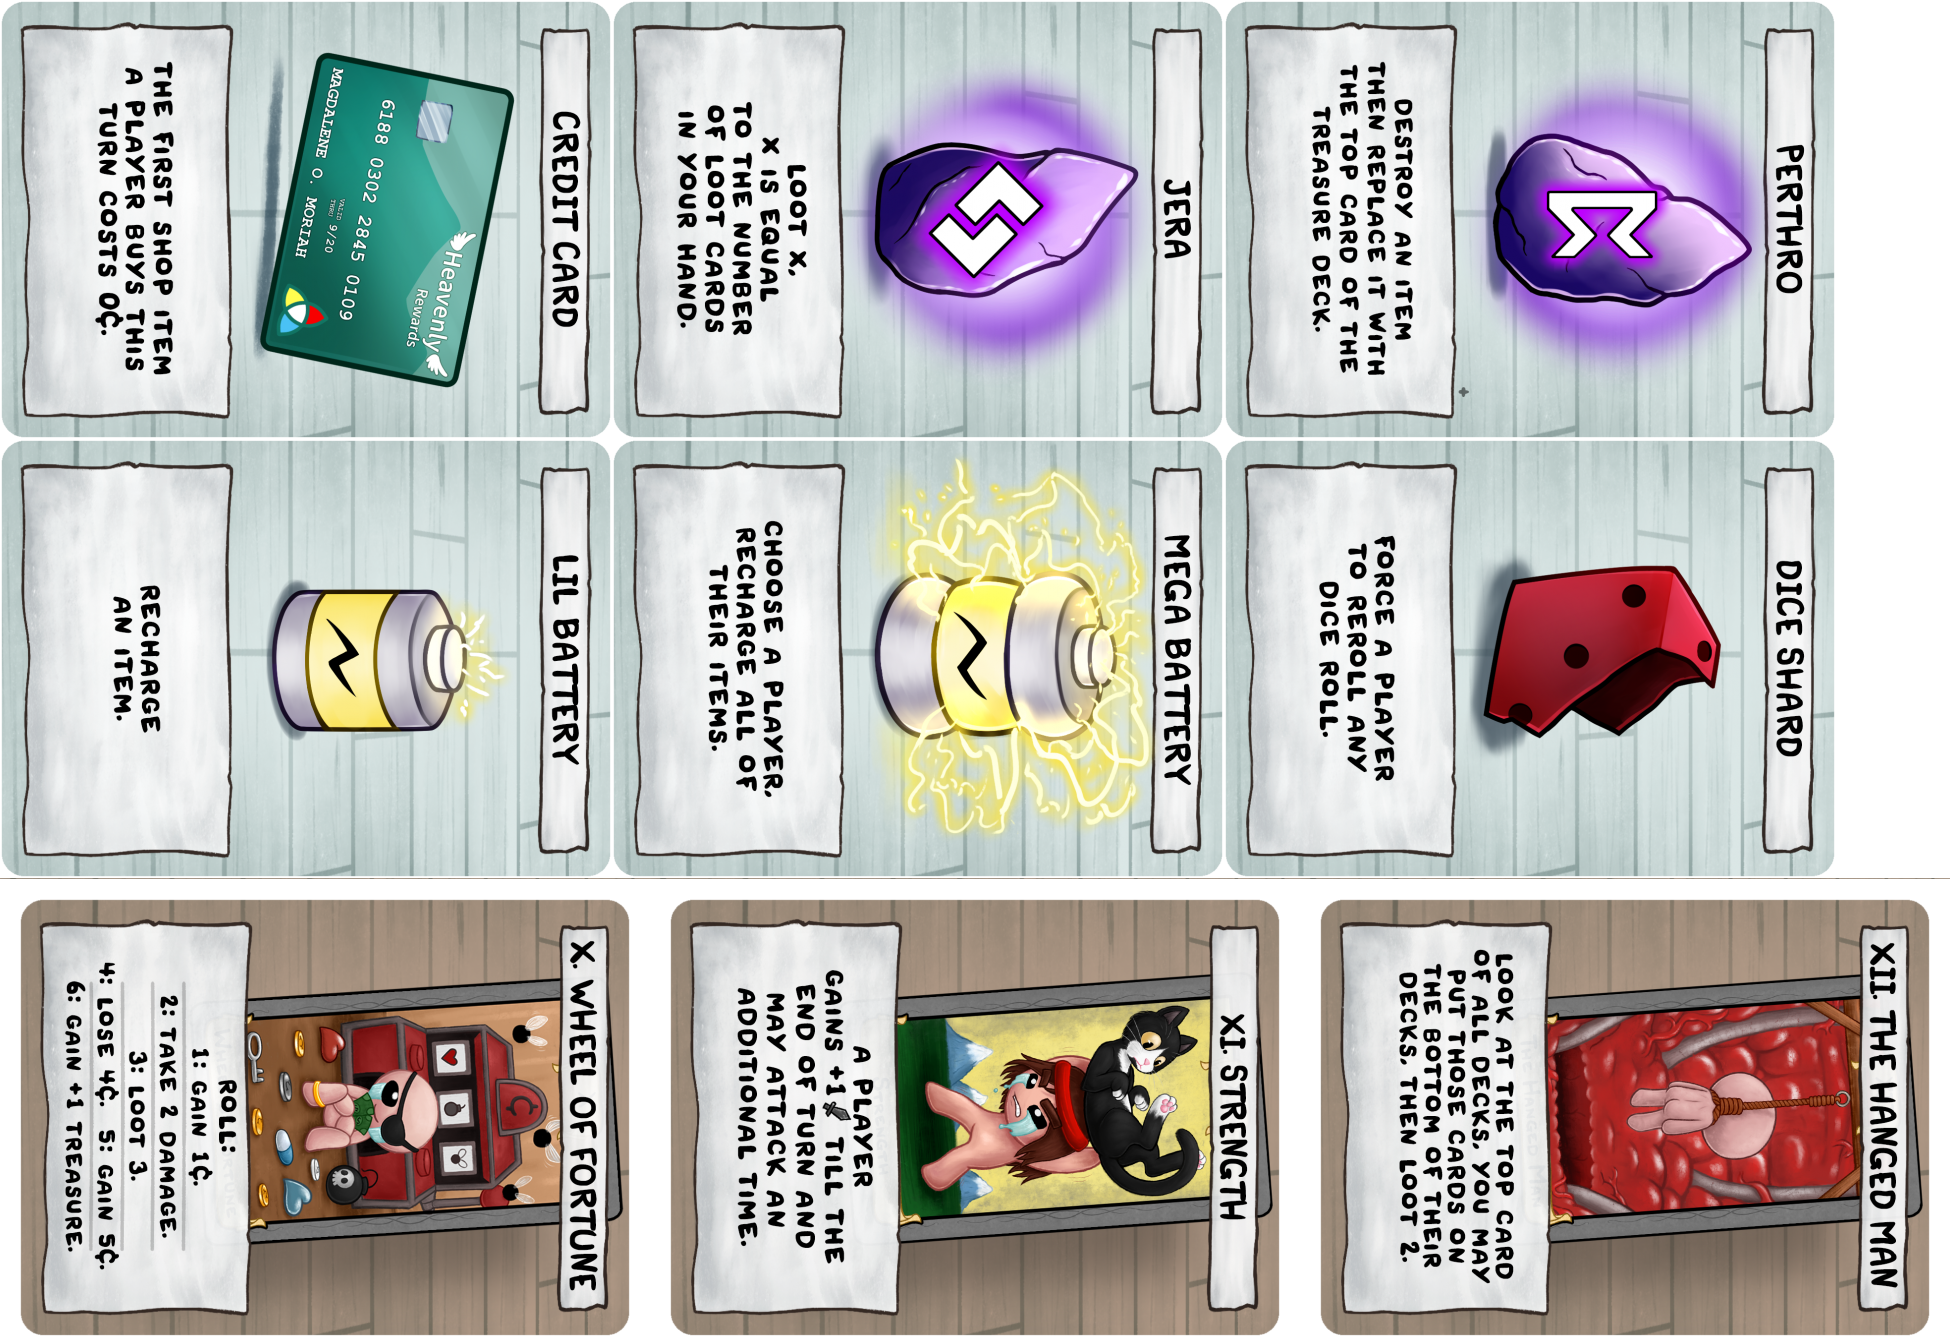 CREDIT CARD
Heavenly
Rewards
6188 0302 2845 0109
VALID
THRU 9/20
MAGDALENE O. MORIAH
THE FIRST SHOP ITEM
A PLAYER BUYS THIS
TURN COSTS 0¢.
JERA
LOOT X,
X IS EQUAL
TO THE NUMBER
OF LOOT CARDS
IN YOUR HAND.
PERTHRO
DESTROY AN ITEM
THEN REPLACE IT WITH
THE TOP CARD OF THE
TREASURE DECK.
LIL BATTERY
RECHARGE
AN ITEM.
MEGA BATTERY
CHOOSE A PLAYER,
RECHARGE ALL OF
THEIR ITEMS.
DICE SHARD
FORCE A PLAYER
TO REROLL ANY
DICE ROLL.
X. WHEEL OF FORTUNE
ROLL:
1: GAIN 1¢.
2: TAKE 2 DAMAGE.
3: LOOT 3.
4: LOSE 4¢. 5: GAIN 5¢.
6: GAIN +1 TREASURE.
XI. STRENGTH
A PLAYER
GAINS +1 TILL THE
END OF TURN AND
MAY ATTACK AN
ADDITIONAL TIME.
XII. THE HANGED MAN
LOOK AT THE TOP CARD
OF ALL DECKS, YOU MAY
PUT THOSE CARDS ON
THE BOTTOM OF THEIR
DECKS, THEN LOOT 2.